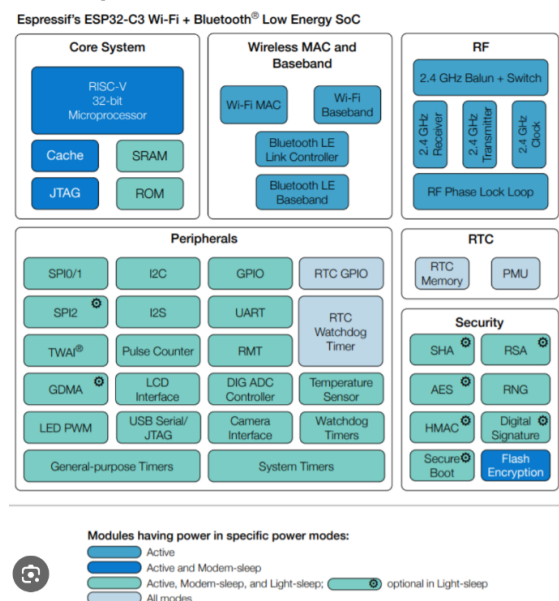 Espressif's ESP32-C3 Wi-Fi + Bluetooth® Low Energy SoC
Core System
RISC-V
32-bit
Microprocessor
Cache
SRAM
JTAG
ROM
Wireless MAC and
Baseband
Wi-Fi MAC
Wi-Fi
Baseband
Bluetooth LE
Link Controller
Bluetooth LE
Baseband
RF
2.4 GHz Balun + Switch
2.4 GHz
Receiver
2.4 GHz
Transmitter
2.4 GHz
Clock
RF Phase Lock Loop
Peripherals
SPI0/1
I2C
GPIO
RTC GPIO
SPI2
I2S
UART
RTC
Watchdog
Timer
TWAI®
Pulse Counter
RMT
GDMA
LCD
Interface
DIG ADC
Controller
Temperature
Sensor
LED PWM
USB Serial/
JTAG
Camera
Interface
Watchdog
Timers
General-purpose Timers
System Timers
RTC
RTC
Memory
PMU
Security
SHA
RSA
AES
RNG
HMAC
Digital
Signature
Secure
Boot
Flash
Encryption
Modules having power in specific power modes:
Active
Active and Modem-sleep
Active, Modem-sleep, and Light-sleep;
optional in Light-sleep
All modes